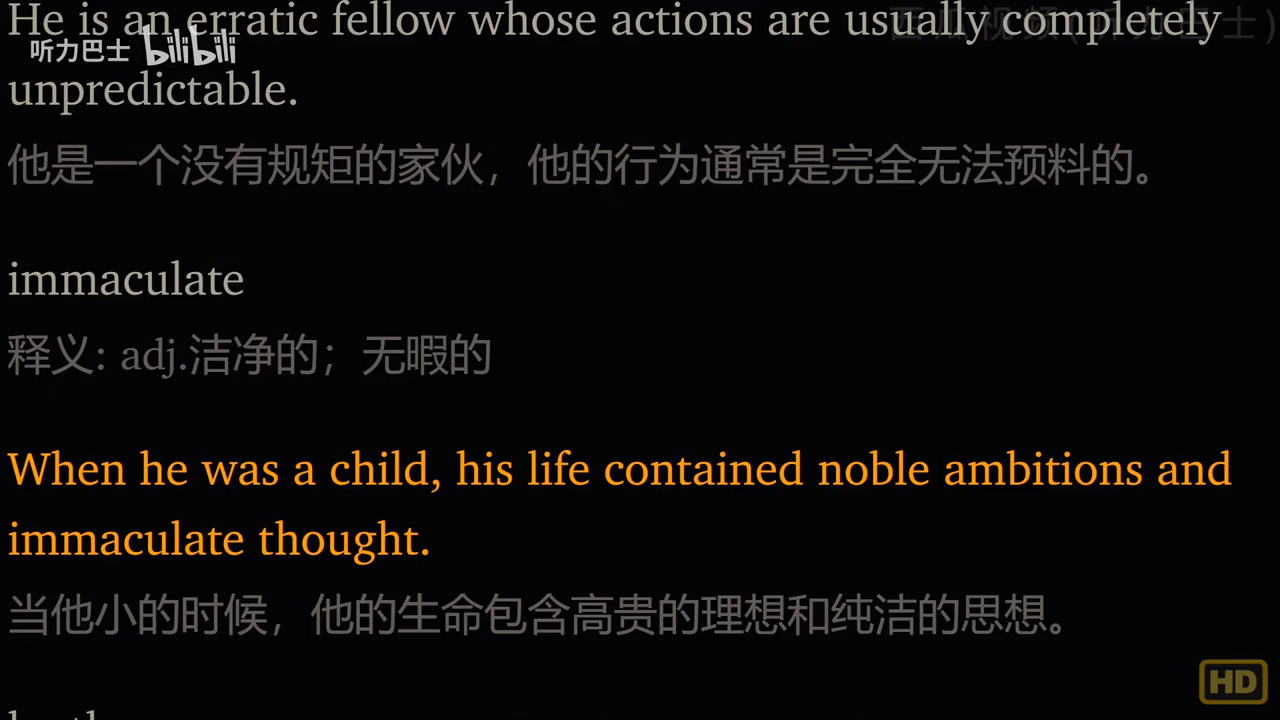 He is an erratic fellow whose actions are usually completely
听力巴士 bilibili
unpredictable.
他是一个没有规矩的家伙，他的行为通常是完全无法预料的。
immaculate
释义: adj.洁净的；无暇的
When he was a child, his life contained noble ambitions and
immaculate thought.
当他小的时候，他的生命包含高贵的理想和纯洁的思想。
HD